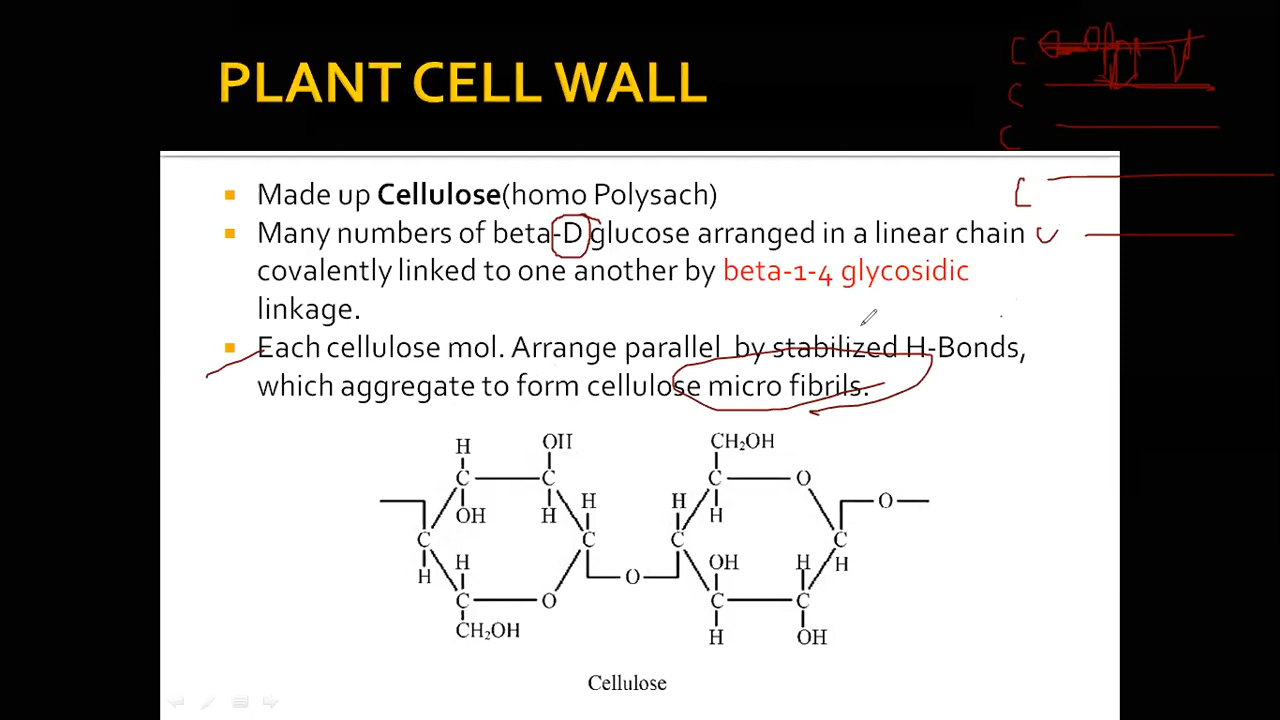 PLANT CELL WALL
Made up Cellulose(homo Polysach)
Many numbers of beta-D glucose arranged in a linear chain
covalently linked to one another by beta-1-4 glycosidic
linkage.
Each cellulose mol. Arrange parallel by stabilized H-Bonds,
which aggregate to form cellulose micro fibrils.
H OH CH₂OH
C C C O
H H O
OH H H
C C C C
H H OH H H
C O C C
CH₂OH O H OH
Cellulose